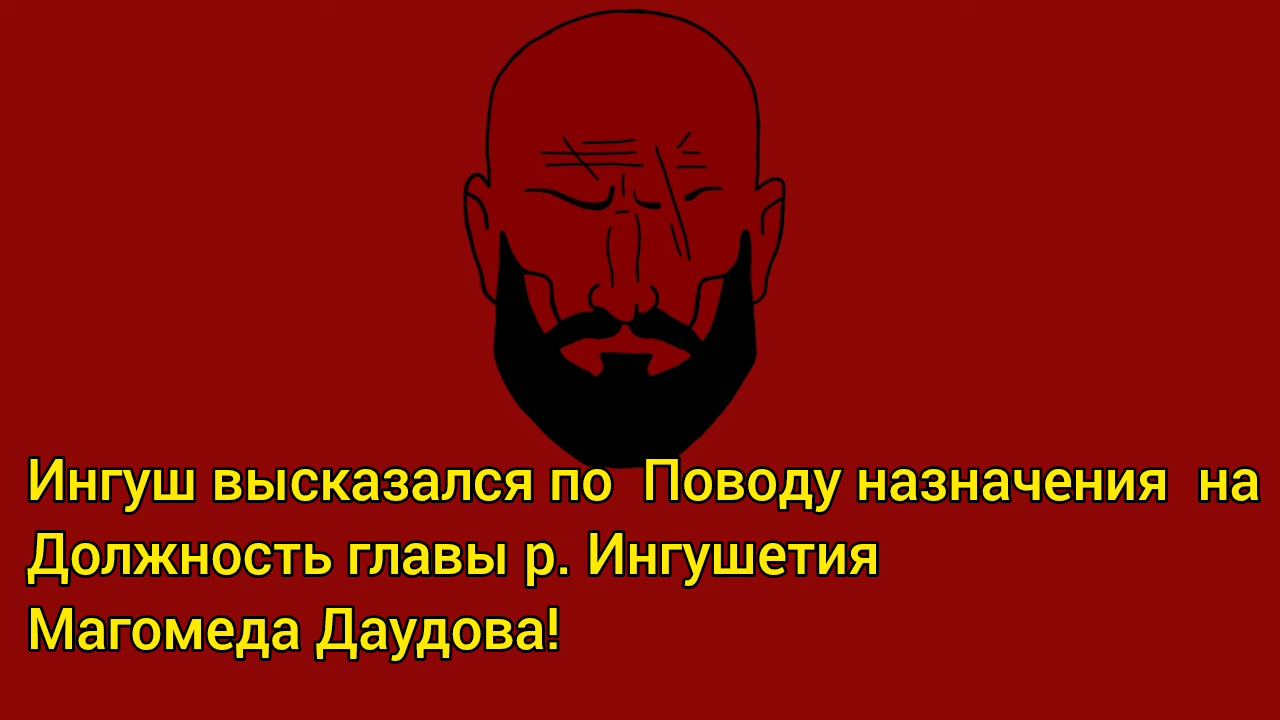 Ингуш высказался по Поводу назначения на
Должность главы р. Ингушетия
Магомеда Даудова!